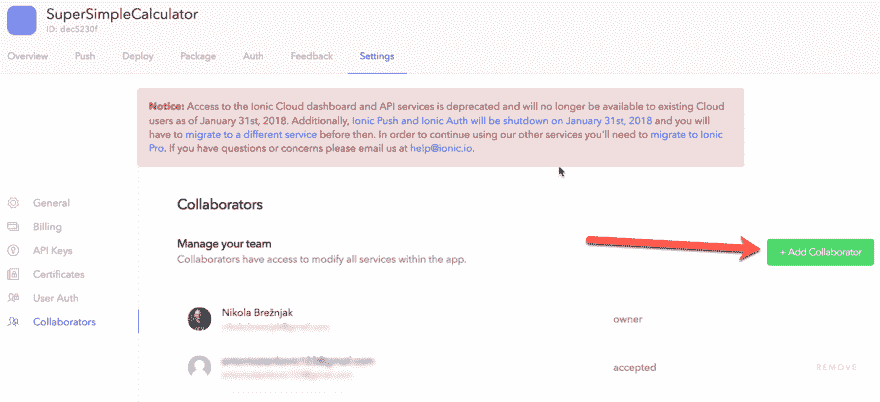 SuperSimpleCalculator
ID: dec5230f
Overview Push Deploy Package Auth Feedback Settings
Notice: Access to the Ionic Cloud dashboard and API services is deprecated and will no longer be available to existing Cloud
users as of January 31st, 2018. Additionally, Ionic Push and Ionic Auth will be shutdown on January 31st, 2018 and you will
have to migrate to a different service before then. In order to continue using our other services you'll need to migrate to Ionic
Pro. If you have questions or concerns please email us at help@ionic.io.
General
Billing
API Keys
Certificates
User Auth
Collaborators
Collaborators
Manage your team
Collaborators have access to modify all services within the app.
+ Add Collaborator
Nikola Brežnjak
owner
accepted
REMOVE